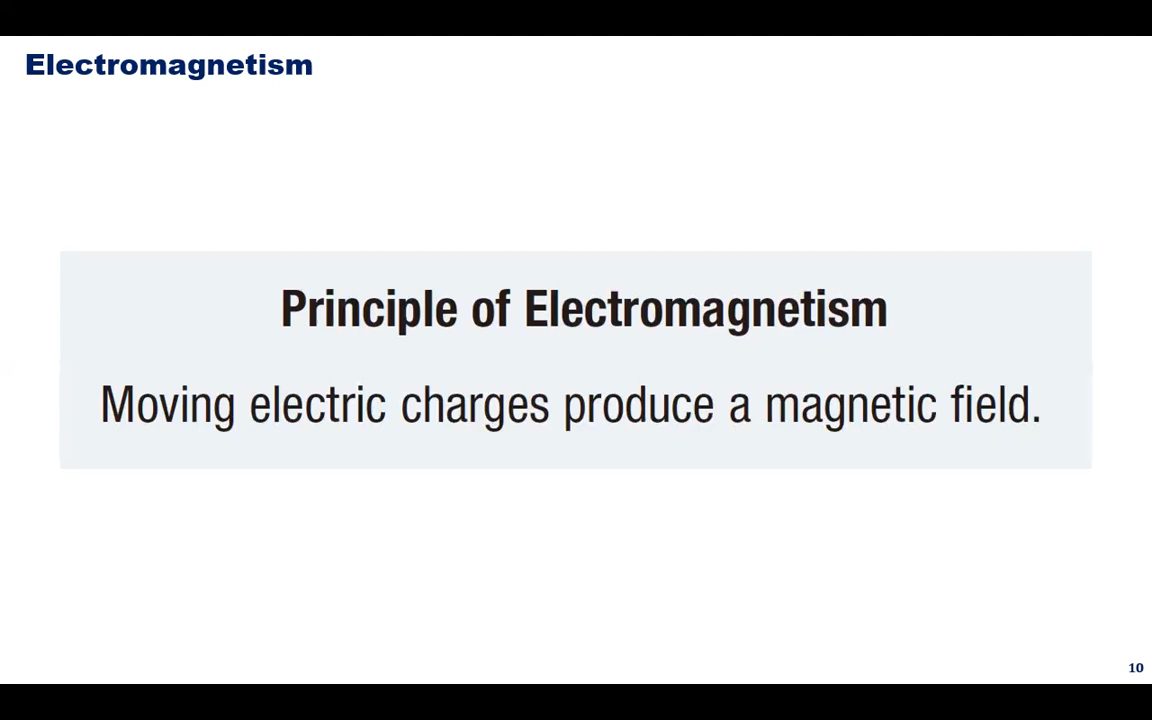 Electromagnetism
Principle of Electromagnetism
Moving electric charges produce a magnetic field.
10